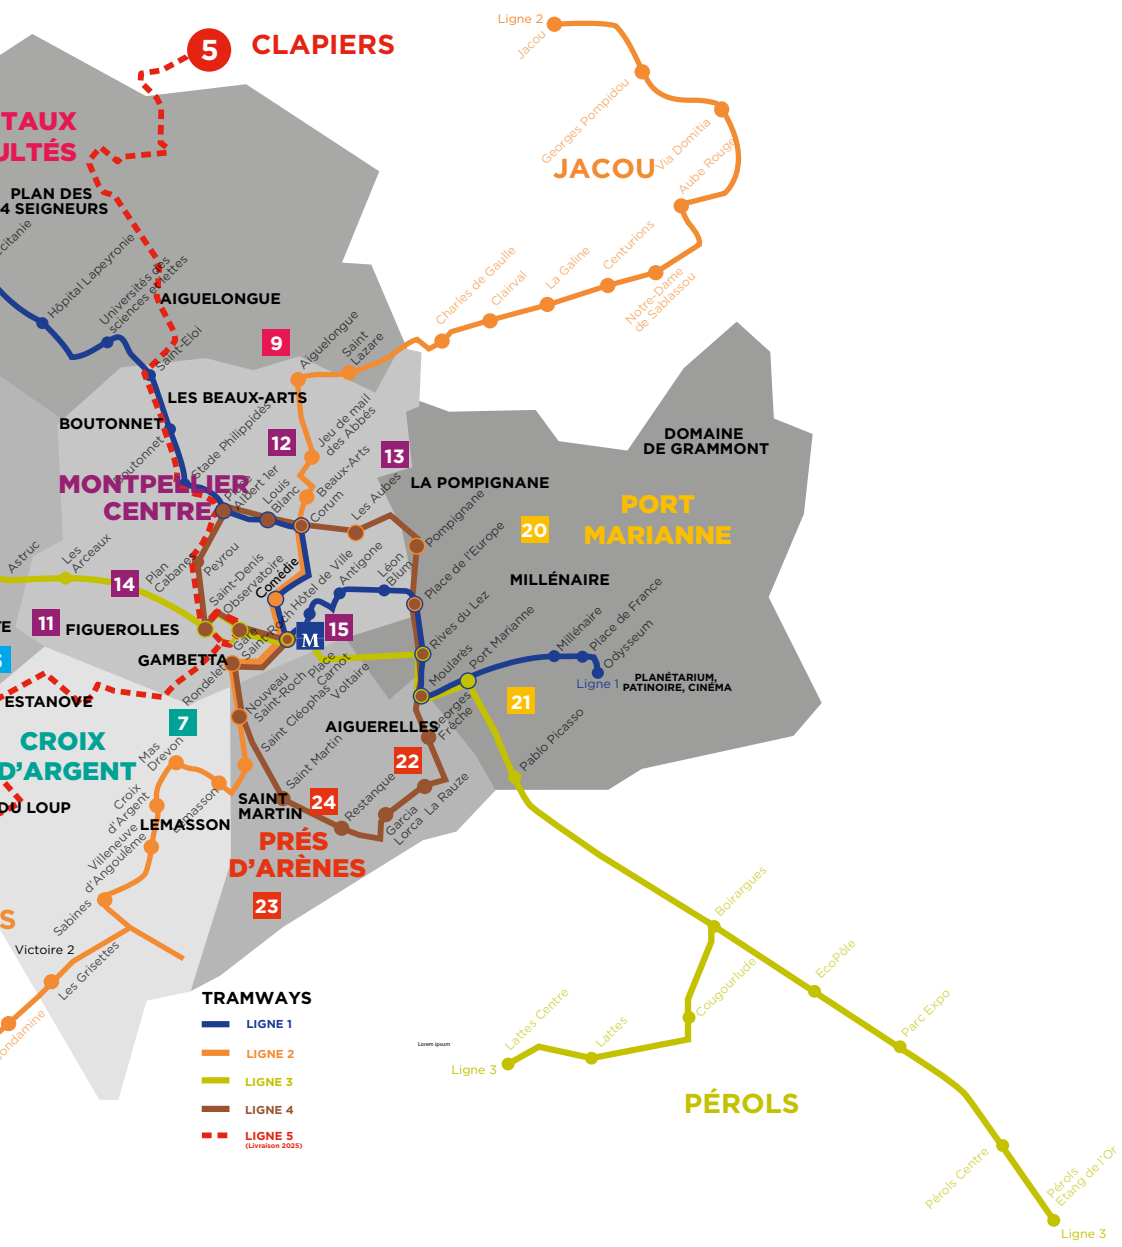 Ligne 2
Jacou
5
CLAPIERS
Georges Pompidou
Via Domitia
JACOU
Aube Rouge
TAUX
ULTÉS
PLAN DES
4 SEIGNEURS
citanie
Hôpital Lapeyronie
Universités des
sciences et lettes
AIGUELONGUE
Saint-Eloi
Charles de Gaulle
Clairval
La Galine
Centurions
Notre-Dame
de Sablassou
9
Aiguelongue
Saint
Lazare
LES BEAUX-ARTS
BOUTONNET
Boutonnet
Stade Philippidès
12
Jeu de mail
des Abbés
13
DOMAINE
DE GRAMMONT
MONTPELLIER
CENTRE
Place
Albert 1er
Louis
Blanc
Beaux-Arts
Corum
Les Aubes
LA POMPIGNANE
Pompignane
PORT
MARIANNE
20
Astruc
Les
Arceaux
14
Plan
Cabanes
Peyrou
Saint-Denis
Observatoire
Comédie
Gare
Saint-Roch
Hôtel de Ville
Antigone
Léon
Blum
Place de l'Europe
MILLÉNAIRE
TE
11
FIGUEROLLES
M
15
Rives du Lez
Moularès
Port Marianne
Millénaire
Place de France
Odysseum
Ligne 1
PLANÉTARIUM,
PATINOIRE, CINÉMA
GAMBETTA
Rondelet
Nouveau
Saint-Roch
Place
Carnot
Voltaire
Saint Cléophas
ESTANOVE
7
AIGUERELLES
Georges
Frêche
21
Pablo Picasso
CROIX
D'ARGENT
Mas
Drevon
Saint Martin
22
DU LOUP
Croix
d'Argent
Lemasson
LEMASSON
SAINT
MARTIN
24
Restanque
Garcia
Lorca
La Rauze
Villeneuve
d'Angoulême
PRÉS
D'ARÈNES
23
Sabines
S
Victoire 2
Les Grisettes
ondamine
Boirargues
EcoPôle
Cougourlude
Parc Expo
Lattes Centre
Lattes
Ligne 3
PÉROLS
Pérols Centre
Pérols
Etang de l'Or
Ligne 3
TRAMWAYS
LIGNE 1
LIGNE 2
LIGNE 3
LIGNE 4
LIGNE 5
(Livraison 2025)
Lorem ipsum